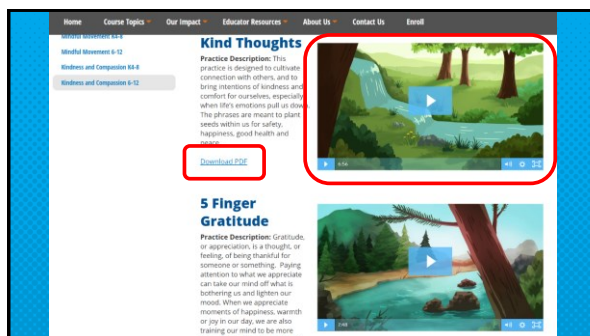 Home Course Topics Our Impact Educator Resources About Us Contact Us Enroll
Mindful Movement K4-8
Mindful Movement 6-12
Kindness and Compassion K4-8
Kindness and Compassion 6-12
Kind Thoughts
Practice Description: This
practice is designed to cultivate
connection with others, and to
bring intentions of kindness and
comfort for ourselves, especially
when life's emotions pull us down.
The phrases are meant to plant
seeds within us for safety,
happiness, good health and
peace.
Download PDF
5 Finger
Gratitude
Practice Description: Gratitude,
or appreciation, is a thought, or
feeling, of being thankful for
someone or something. Paying
attention to what we appreciate
can take our mind off what is
bothering us and lighten our
mood. When we appreciate
moments of happiness, warmth
or joy in our day, we are also
training our mind to be more